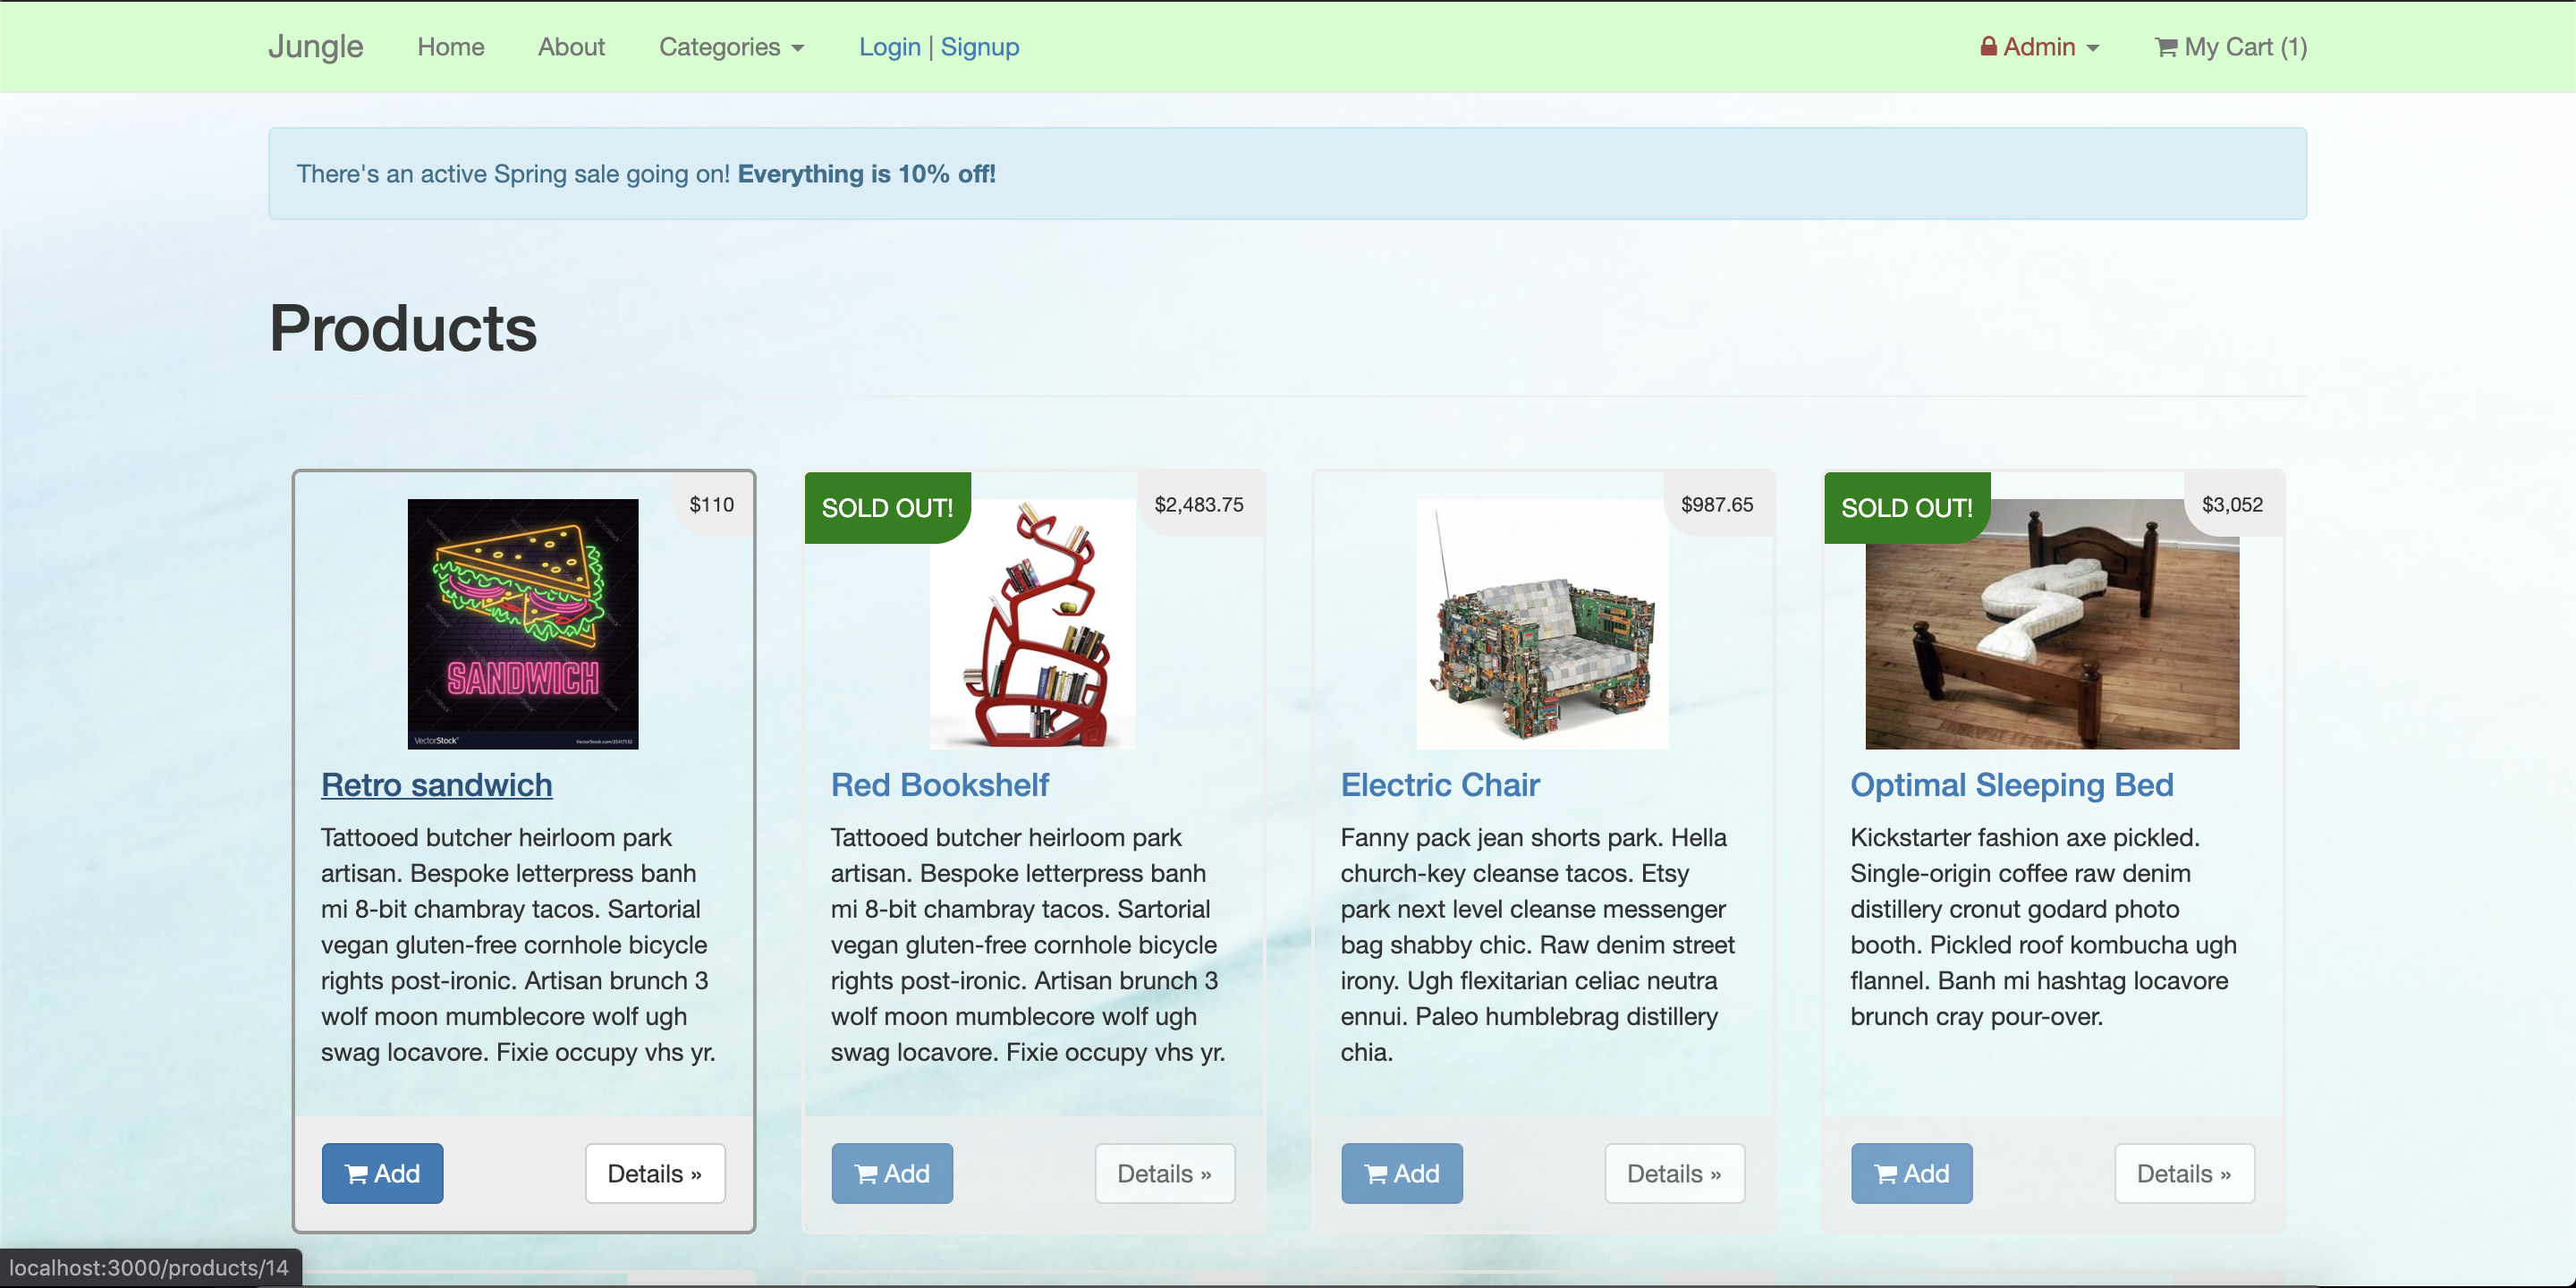 Jungle Home About Categories Login | Signup Admin My Cart (1)
There's an active Spring sale going on! Everything is 10% off!
Products
$110
SANDWICH
VectorStock
Retro sandwich
Tattooed butcher heirloom park
artisan. Bespoke letterpress banh
mi 8-bit chambray tacos. Sartorial
vegan gluten-free cornhole bicycle
rights post-ironic. Artisan brunch 3
wolf moon mumblecore wolf ugh
swag locavore. Fixie occupy vhs yr.
Add Details »
SOLD OUT! $2,483.75
Red Bookshelf
Tattooed butcher heirloom park
artisan. Bespoke letterpress banh
mi 8-bit chambray tacos. Sartorial
vegan gluten-free cornhole bicycle
rights post-ironic. Artisan brunch 3
wolf moon mumblecore wolf ugh
swag locavore. Fixie occupy vhs yr.
Add Details »
$987.65
Electric Chair
Fanny pack jean shorts park. Hella
church-key cleanse tacos. Etsy
park next level cleanse messenger
bag shabby chic. Raw denim street
irony. Ugh flexitarian celiac neutra
ennui. Paleo humblebrag distillery
chia.
Add Details »
SOLD OUT! $3,052
Optimal Sleeping Bed
Kickstarter fashion axe pickled.
Single-origin coffee raw denim
distillery cronut godard photo
booth. Pickled roof kombucha ugh
flannel. Banh mi hashtag locavore
brunch cray pour-over.
Add Details »
localhost:3000/products/14